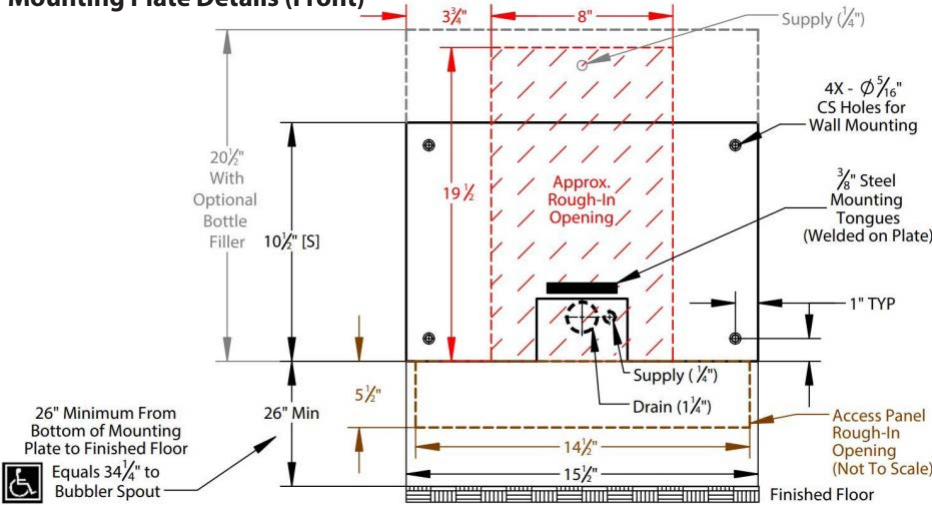 Mounting Plate Details (Front)
3¾"
8"
Supply (¼")
4X - Ø 5/16"
CS Holes for
Wall Mounting
20½"
With
Optional
Bottle
Filler
10½" [S]
19 ½
Approx.
Rough-In
Opening
⅜" Steel
Mounting
Tongues
(Welded on Plate)
1" TYP
Supply ( ¼")
Drain (1¼")
5½"
26" Min
26" Minimum From
Bottom of Mounting
Plate to Finished Floor
Equals 34¼" to
Bubbler Spout
14½"
15½"
Access Panel
Rough-In
Opening
(Not To Scale)
Finished Floor